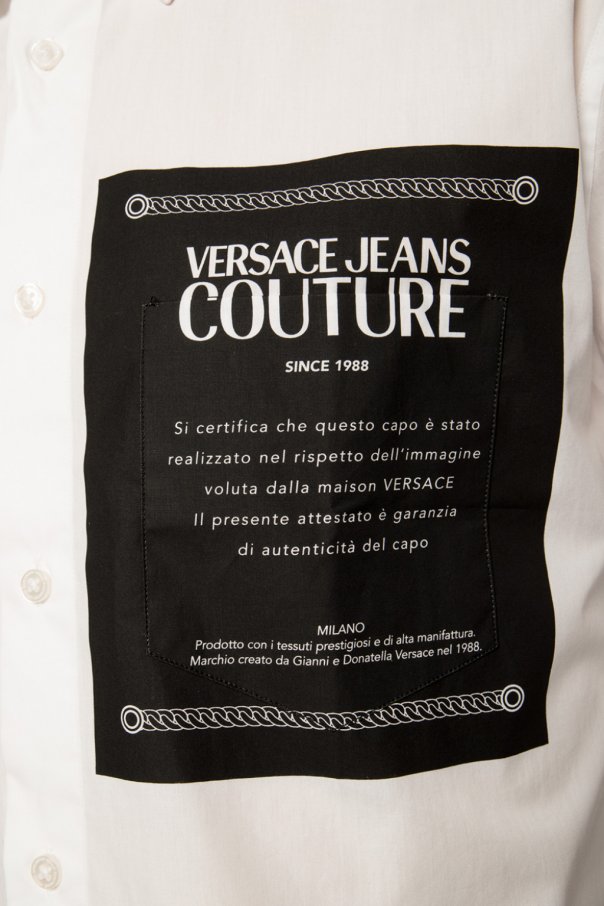 VERSACE JEANS
COUTURE
SINCE 1988
Si certifica che questo capo è stato
realizzato nel rispetto dell'immagine
voluta dalla maison VERSACE
Il presente attestato è garanzia
di autenticità del capo
MILANO
Prodotto con i tessuti prestigiosi e di alta manifattura.
Marchio creato da Gianni e Donatella Versace nel 1988.